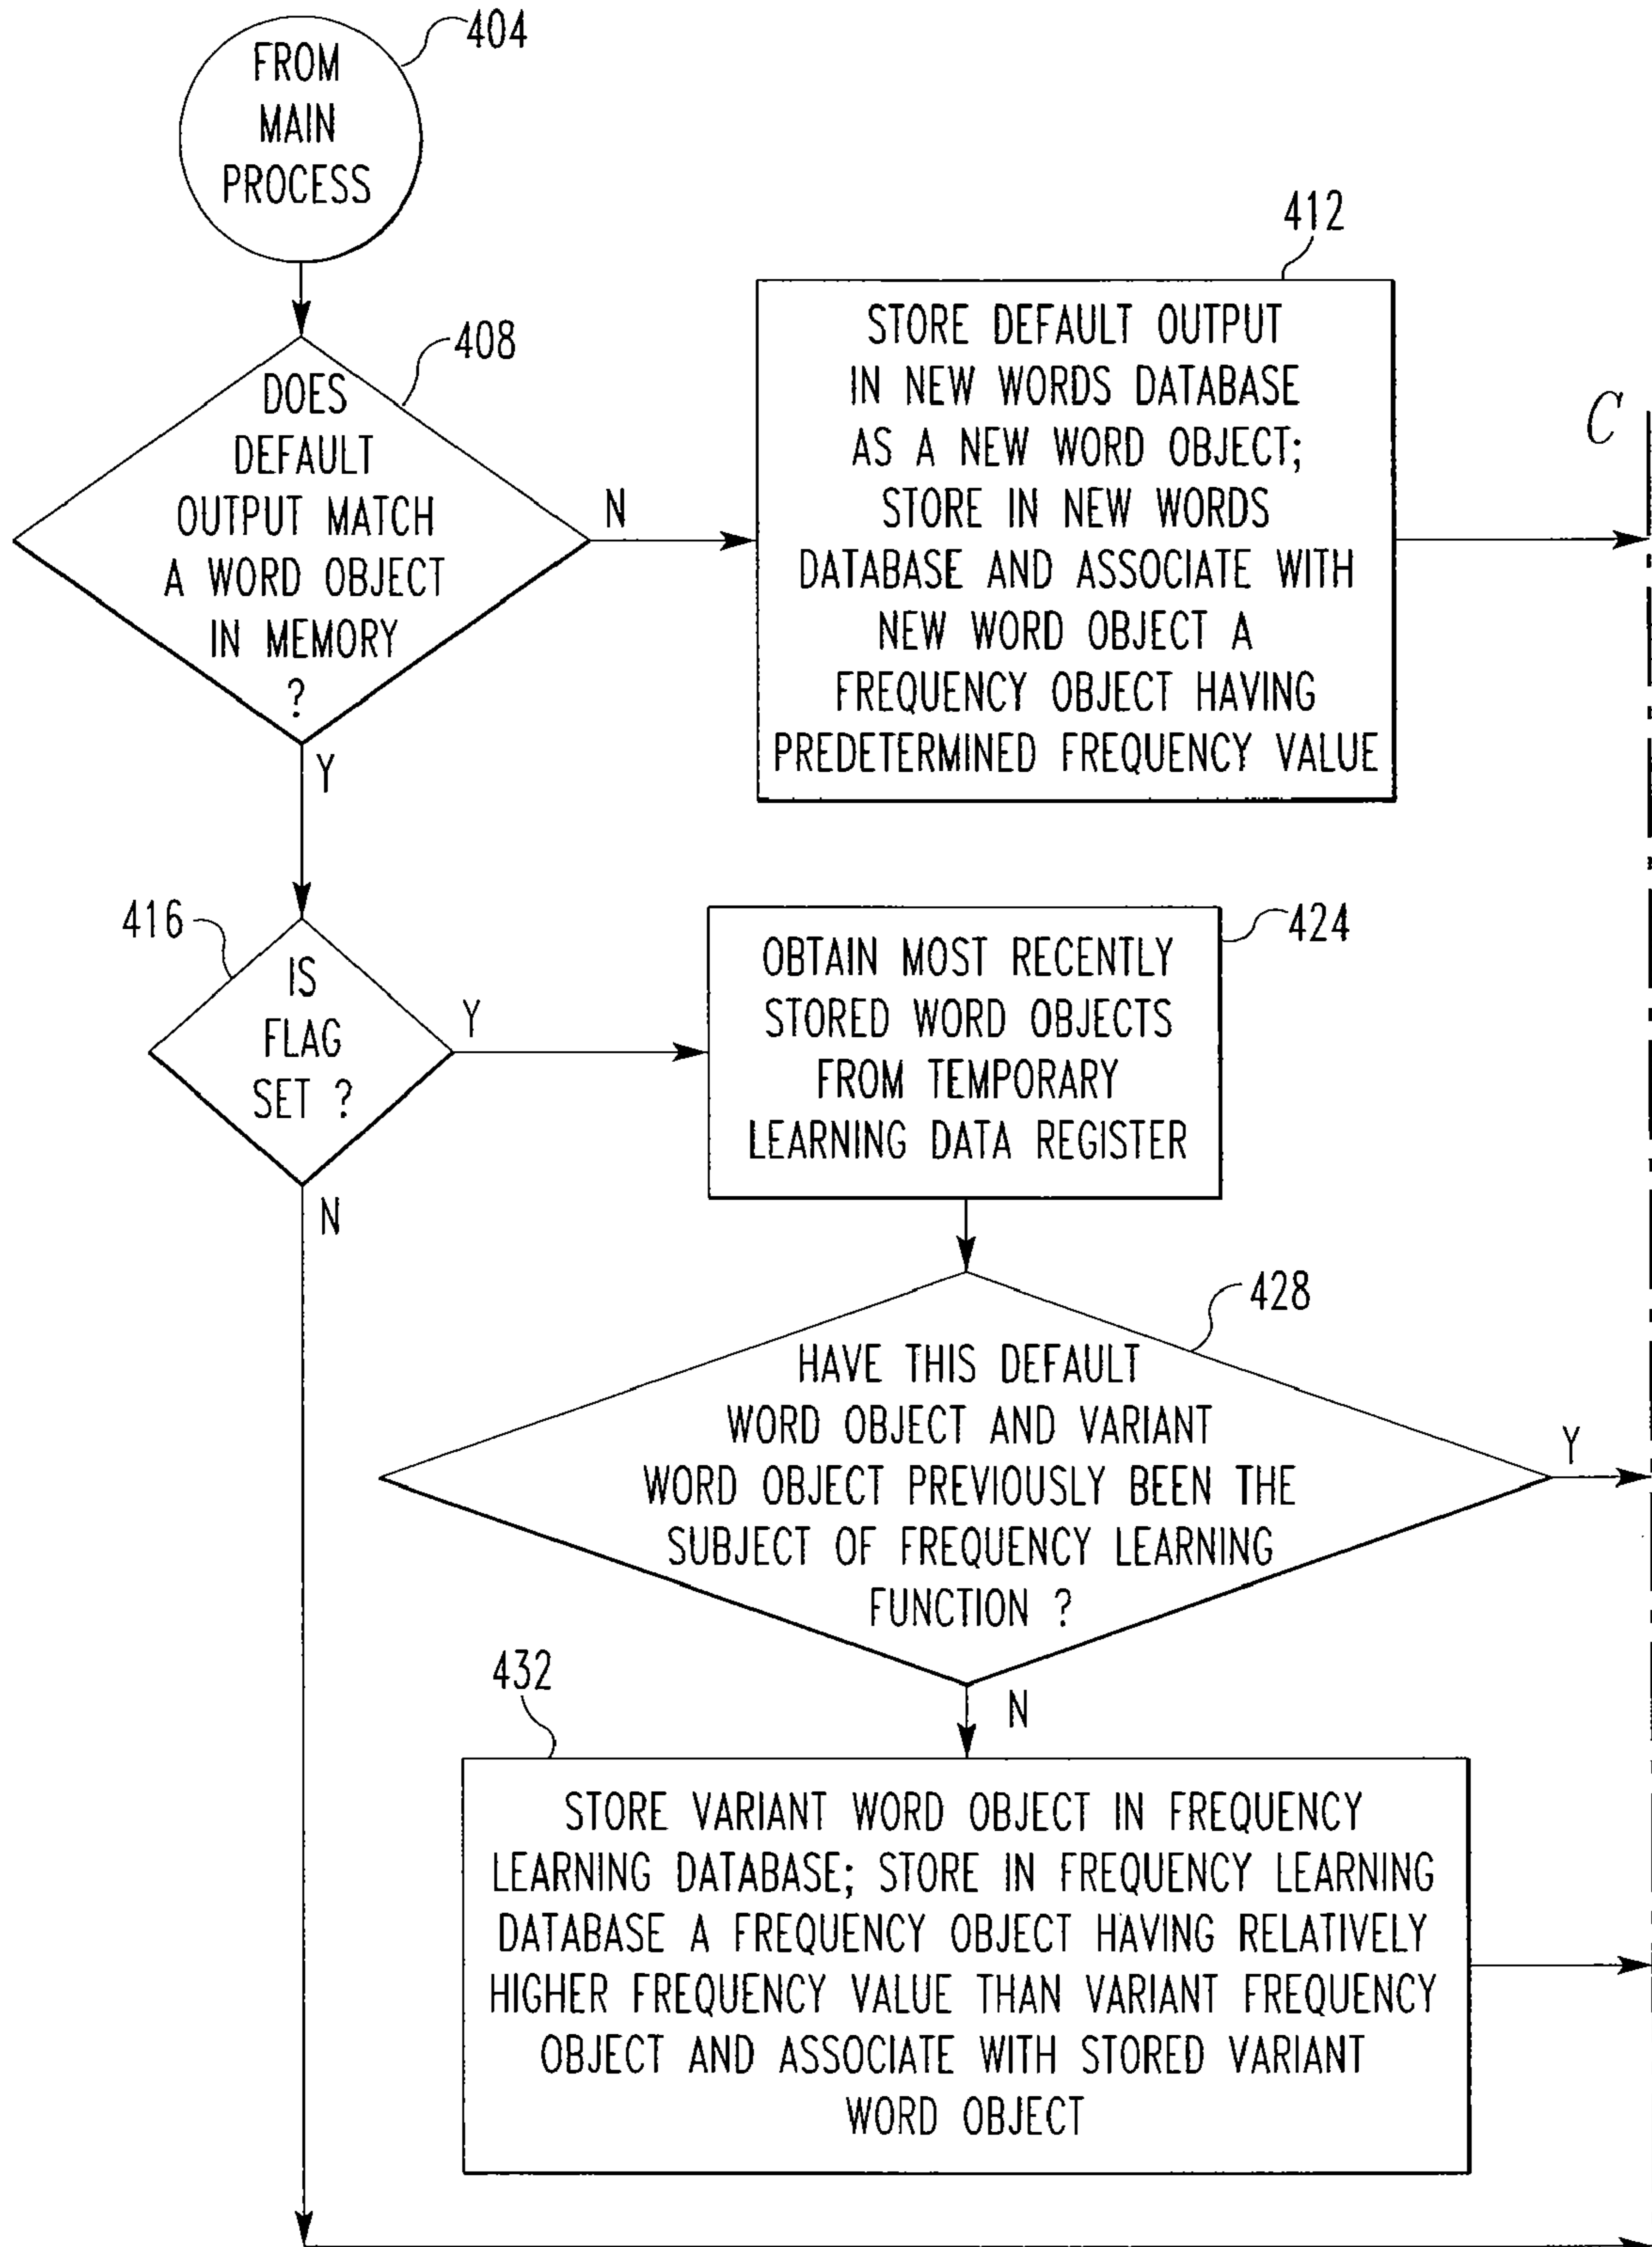 404
FROM
MAIN
PROCESS
408
DOES
DEFAULT
OUTPUT MATCH
A WORD OBJECT
IN MEMORY
?
N
Y
412
STORE DEFAULT OUTPUT
IN NEW WORDS DATABASE
AS A NEW WORD OBJECT;
STORE IN NEW WORDS
DATABASE AND ASSOCIATE WITH
NEW WORD OBJECT A
FREQUENCY OBJECT HAVING
PREDETERMINED FREQUENCY VALUE
C
416
IS
FLAG
SET ?
Y
N
424
OBTAIN MOST RECENTLY
STORED WORD OBJECTS
FROM TEMPORARY
LEARNING DATA REGISTER
428
HAVE THIS DEFAULT
WORD OBJECT AND VARIANT
WORD OBJECT PREVIOUSLY BEEN THE
SUBJECT OF FREQUENCY LEARNING
FUNCTION ?
Y
N
432
STORE VARIANT WORD OBJECT IN FREQUENCY
LEARNING DATABASE; STORE IN FREQUENCY LEARNING
DATABASE A FREQUENCY OBJECT HAVING RELATIVELY
HIGHER FREQUENCY VALUE THAN VARIANT FREQUENCY
OBJECT AND ASSOCIATE WITH STORED VARIANT
WORD OBJECT